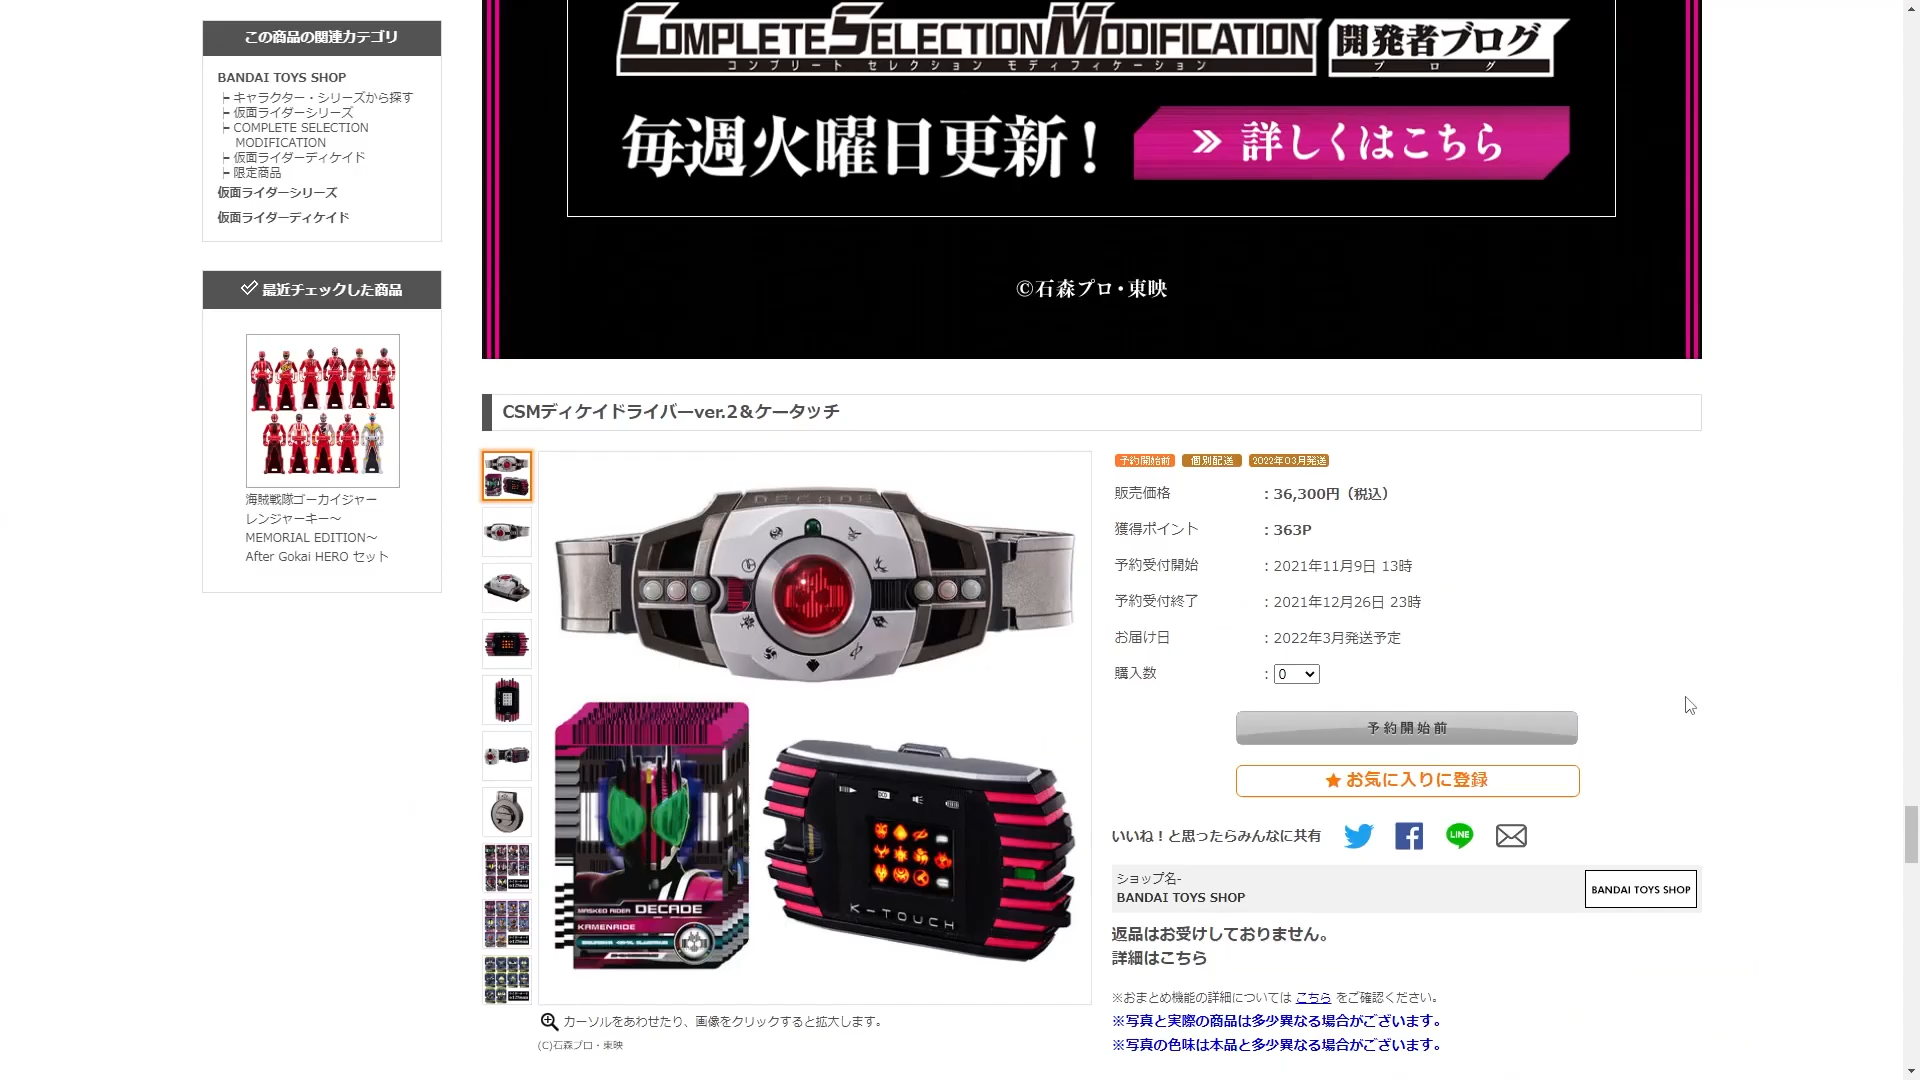 この商品の関連カテゴリ
BANDAI TOYS SHOP
┣ キャラクター・シリーズから探す
┣ 仮面ライダーシリーズ
┣ COMPLETE SELECTION
MODIFICATION
┣ 仮面ライダーディケイド
┣ 限定商品
仮面ライダーシリーズ
仮面ライダーディケイド
最近チェックした商品
海賊戦隊ゴーカイジャー
レンジャーキー～
MEMORIAL EDITION～
After Gokai HERO セット
COMPLETE SELECTION MODIFICATION 開発者ブログ
コンプリート セレクション モディフィケーション ブログ
毎週火曜日更新！ 詳しくはこちら
©石森プロ・東映
CSMディケイドライバーver.2＆ケータッチ
DECADE
MASKED RIDER DECADE
KAMENRIDE
K-TOUCH
カーソルをあわせたり、画像をクリックすると拡大します。
(C)石森プロ・東映
予約開始前 個別配送 2022年03月発送
販売価格 : 36,300円（税込）
獲得ポイント : 363P
予約受付開始 : 2021年11月9日 13時
予約受付終了 : 2021年12月26日 23時
お届け日 : 2022年3月発送予定
購入数 : 0
予約開始前
★ お気に入りに登録
いいね！と思ったらみんなに共有 LINE
ショップ名-
BANDAI TOYS SHOP BANDAI TOYS SHOP
返品はお受けしておりません。
詳細はこちら
※おまとめ機能の詳細については こちら をご確認ください。
※写真と実際の商品は多少異なる場合がございます。
※写真の色味は本品と多少異なる場合がございます。